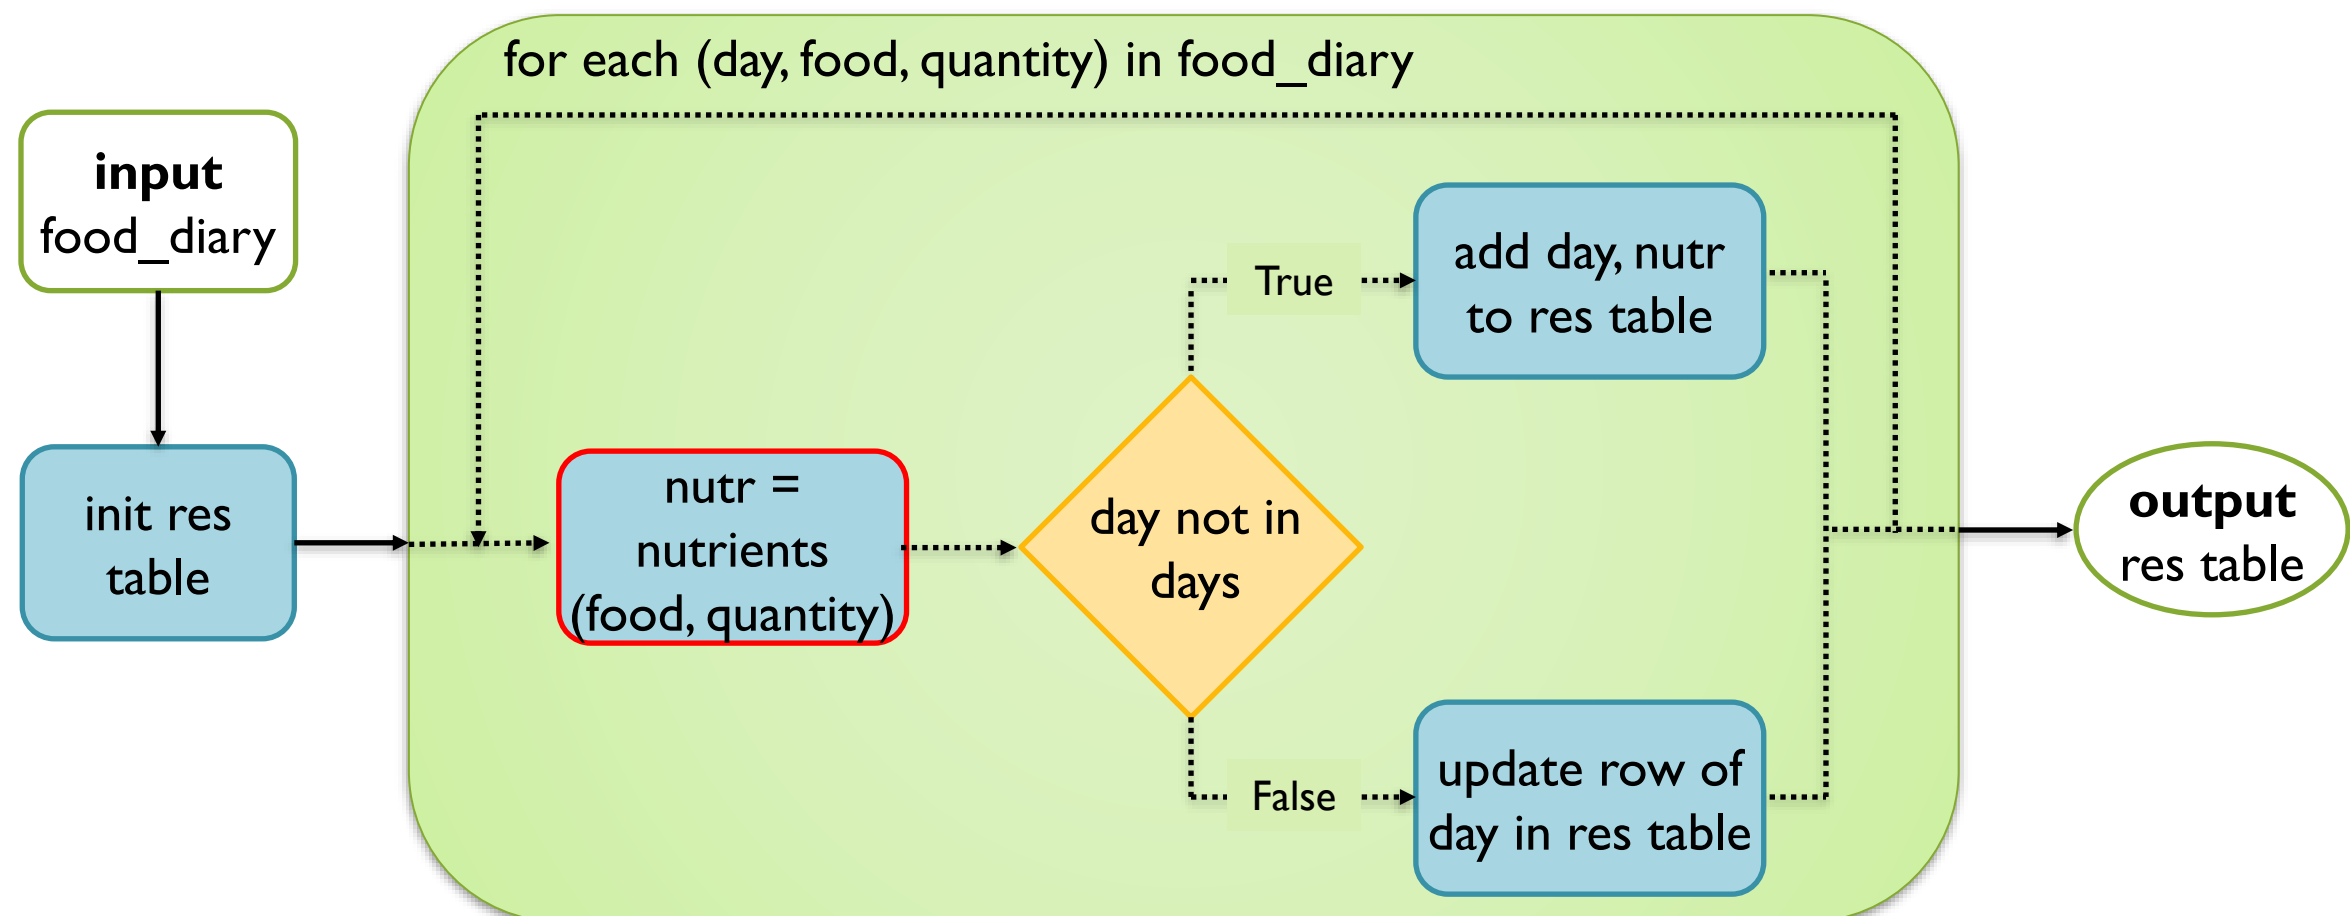 for each (day, food, quantity) in food_diary
input
food_diary
init res
table
nutr =
nutrients
(food, quantity)
day not in
days
True
add day, nutr
to res table
False
update row of
day in res table
output
res table